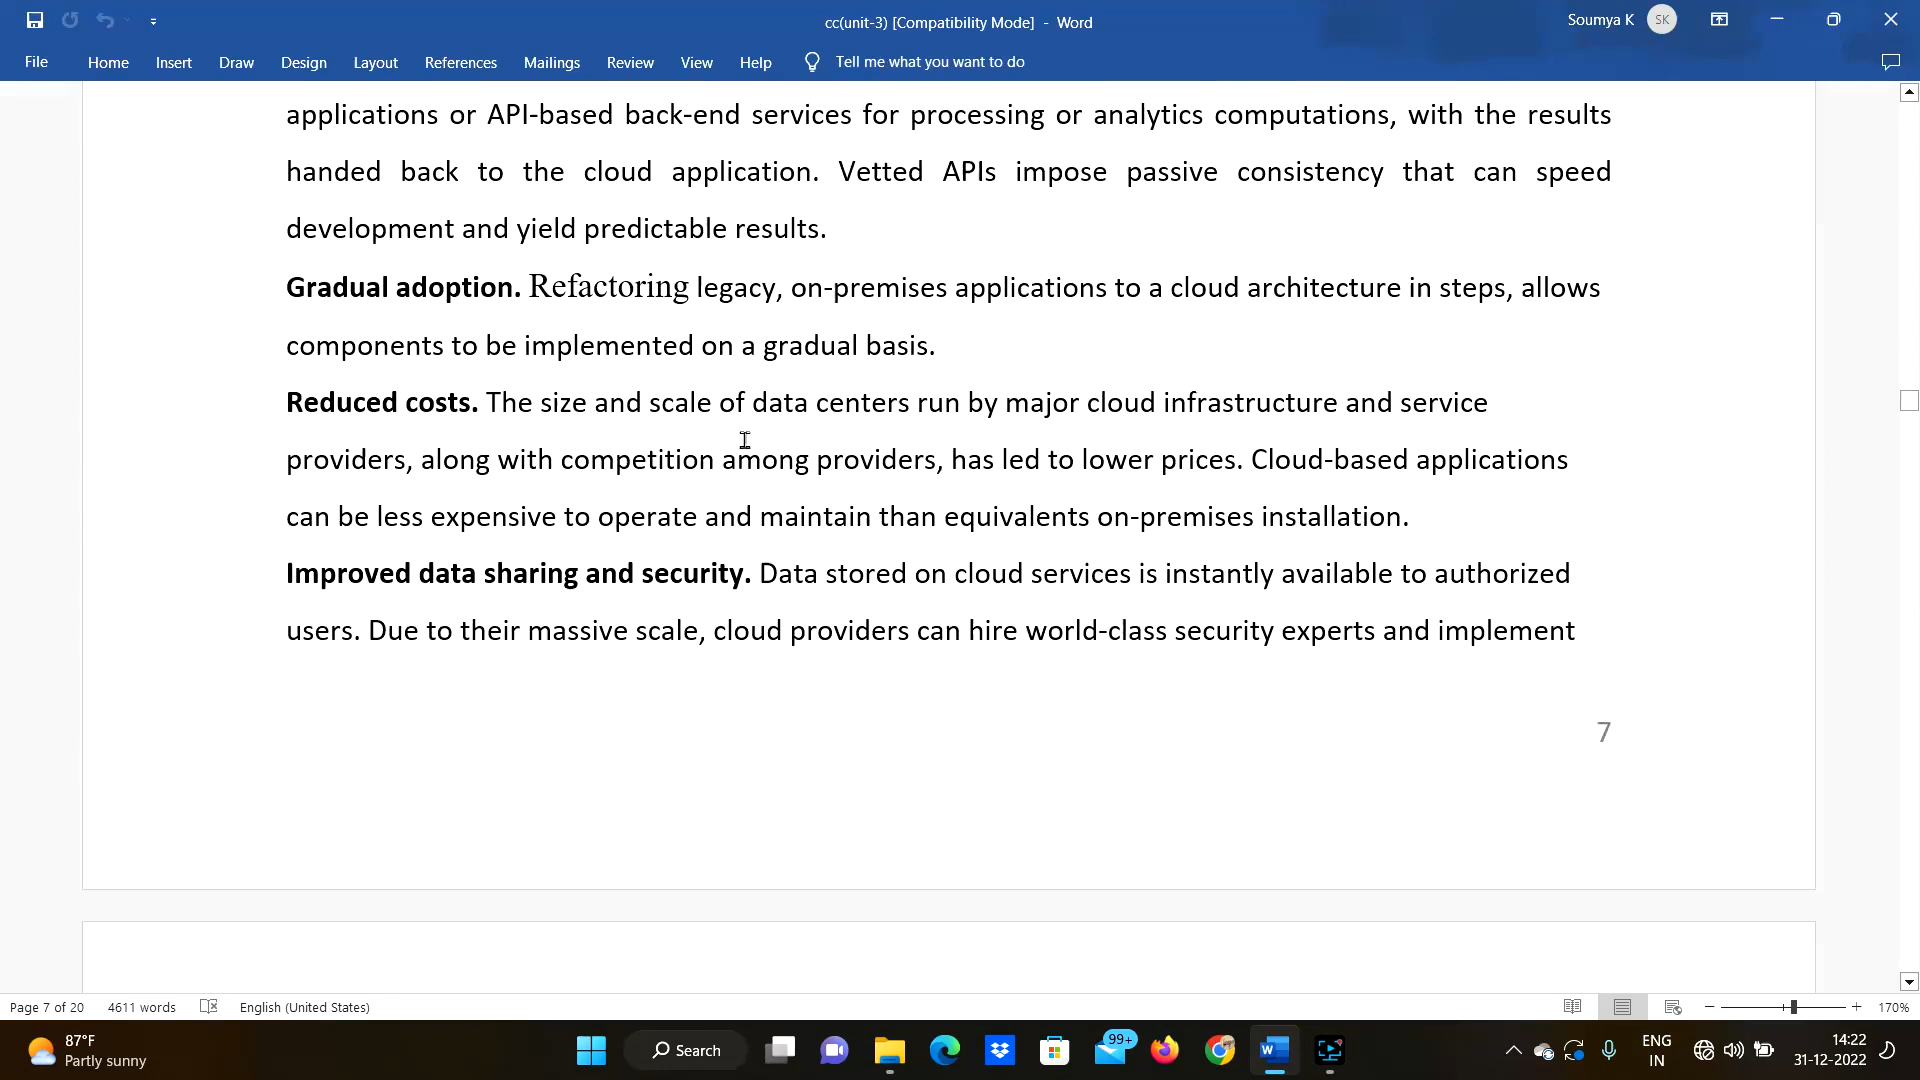 cc(unit-3) [Compatibility Mode] - Word
Soumya K
SK
File
Home
Insert
Draw
Design
Layout
References
Mailings
Review
View
Help
Tell me what you want to do
applications or API-based back-end services for processing or analytics computations, with the results
handed back to the cloud application. Vetted APIs impose passive consistency that can speed
development and yield predictable results.
Gradual adoption. Refactoring legacy, on-premises applications to a cloud architecture in steps, allows
components to be implemented on a gradual basis.
Reduced costs. The size and scale of data centers run by major cloud infrastructure and service
providers, along with competition among providers, has led to lower prices. Cloud-based applications
can be less expensive to operate and maintain than equivalents on-premises installation.
Improved data sharing and security. Data stored on cloud services is instantly available to authorized
users. Due to their massive scale, cloud providers can hire world-class security experts and implement
7
Page 7 of 20
4611 words
English (United States)
170%
87°F
Partly sunny
Search
99+
ENG
IN
14:22
31-12-2022